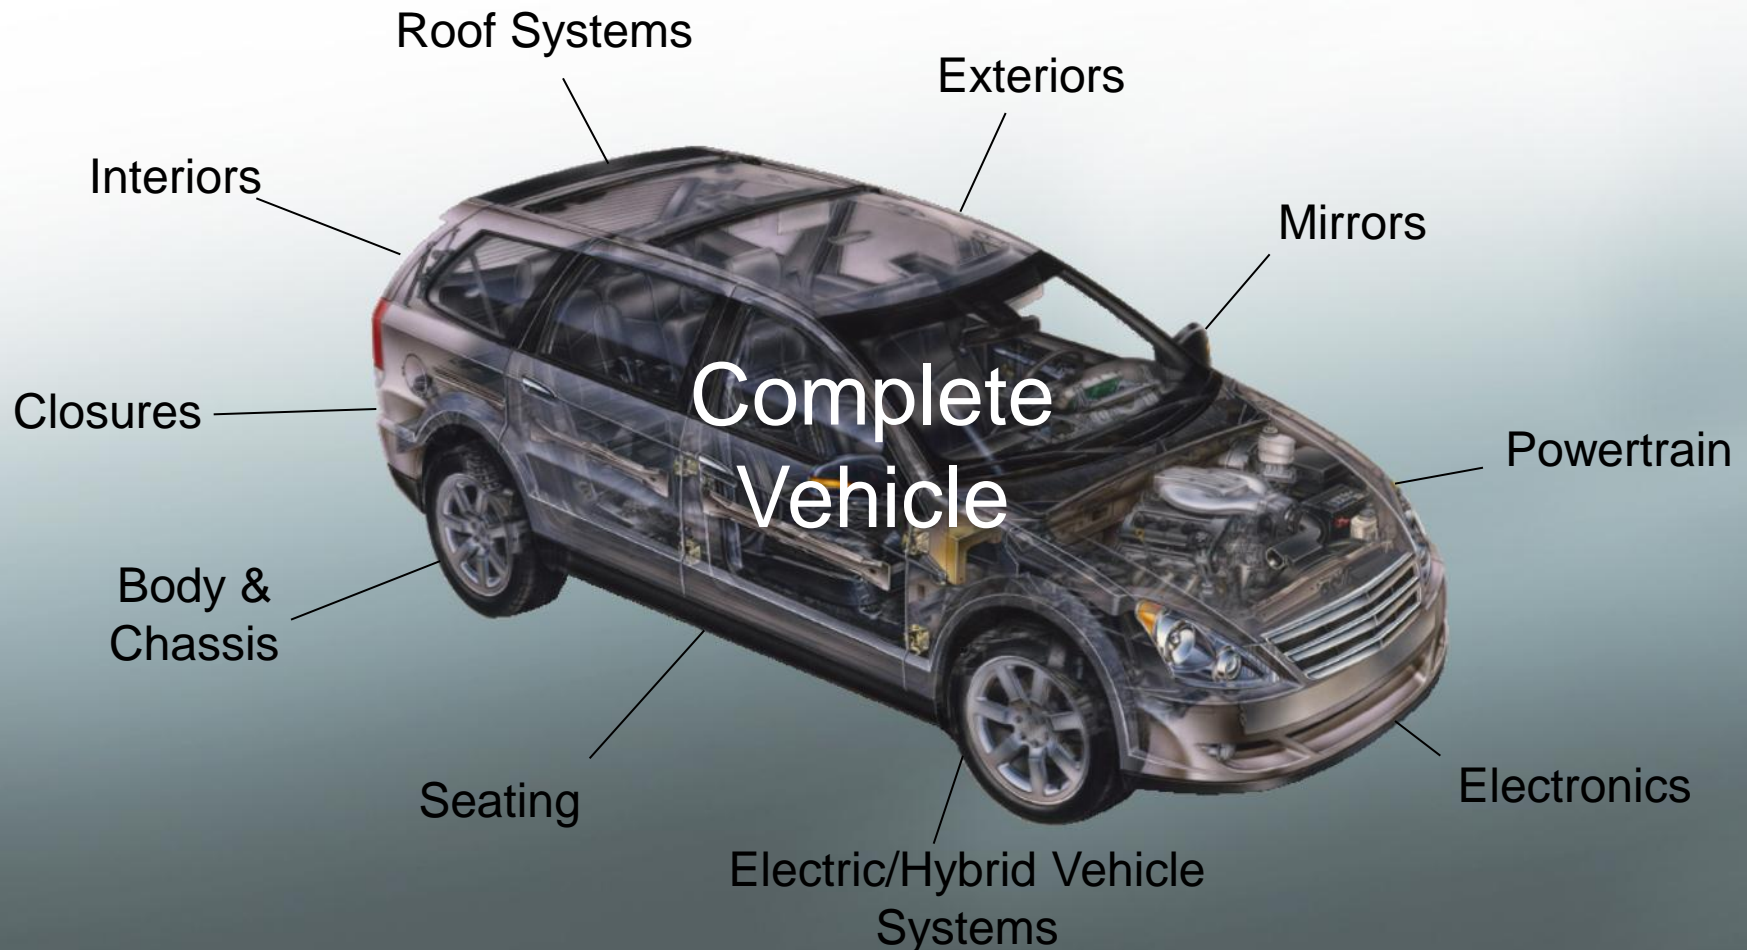 Roof Systems
Exteriors
Interiors
Mirrors
Complete
Vehicle
Closures
Powertrain
Body &
Chassis
Seating
Electronics
Electric/Hybrid Vehicle
Systems